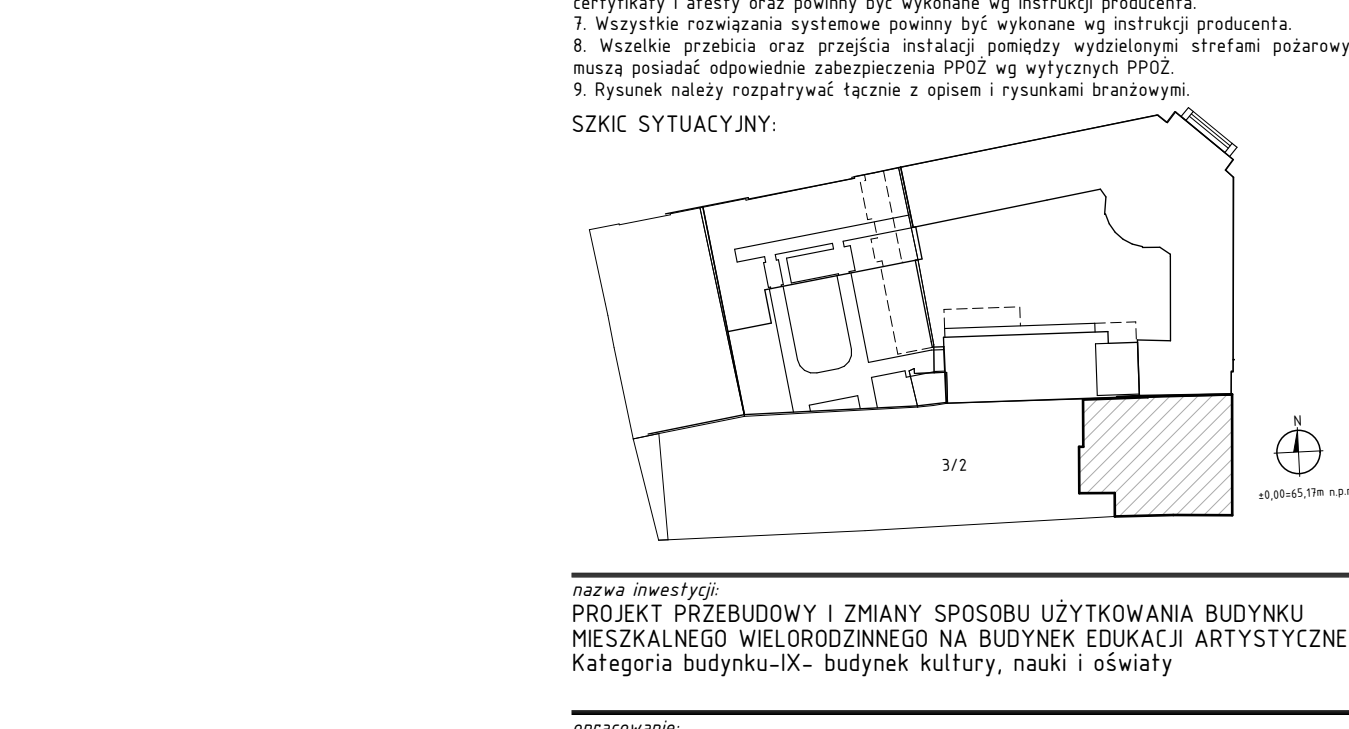 certyfikaty i atesty oraz powinny być wykonane wg instrukcji producenta.
7. Wszystkie rozwiązania systemowe powinny być wykonane wg instrukcji producenta.
8. Wszelkie przebicia oraz przejścia instalacji pomiędzy wydzielonymi strefami pożarowy
muszą posiadać odpowiednie zabezpieczenia PPOŻ wg wytycznych PPOŻ.
9. Rysunek należy rozpatrywać łącznie z opisem i rysunkami branżowymi.
SZKIC SYTUACYJNY:
N
3/2
±0,00=65,17m n.p.
nazwa inwestycji:
PROJEKT PRZEBUDOWY I ZMIANY SPOSOBU UŻYTKOWANIA BUDYNKU
MIESZKALNEGO WIELORODZINNEGO NA BUDYNEK EDUKACJI ARTYSTYCZNE
Kategoria budynku-IX- budynek kultury, nauki i oświaty
opracowanie: